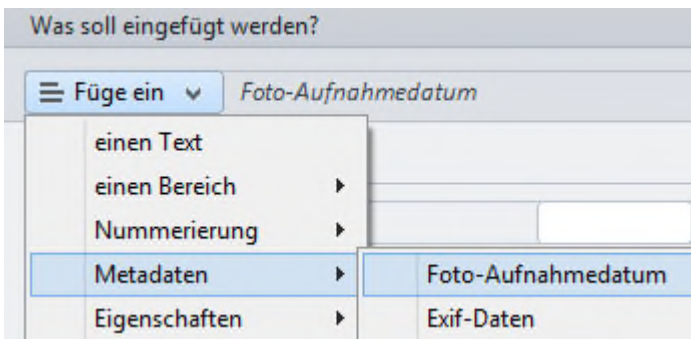 Was soll eingefügt werden?
Füge ein Foto-Aufnahmedatum
einen Text
einen Bereich
Nummerierung
Metadaten Foto-Aufnahmedatum
Eigenschaften Exif-Daten